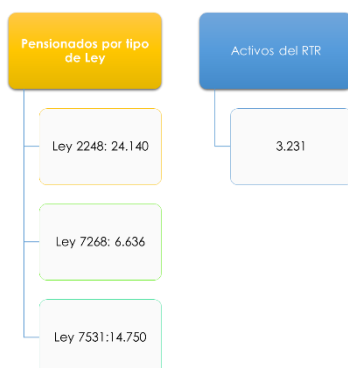 Pensionados por tipo
de Ley
Ley 2248: 24.140
Ley 7268: 6.636
Ley 7531:14.750
Activos del RTR
3.231